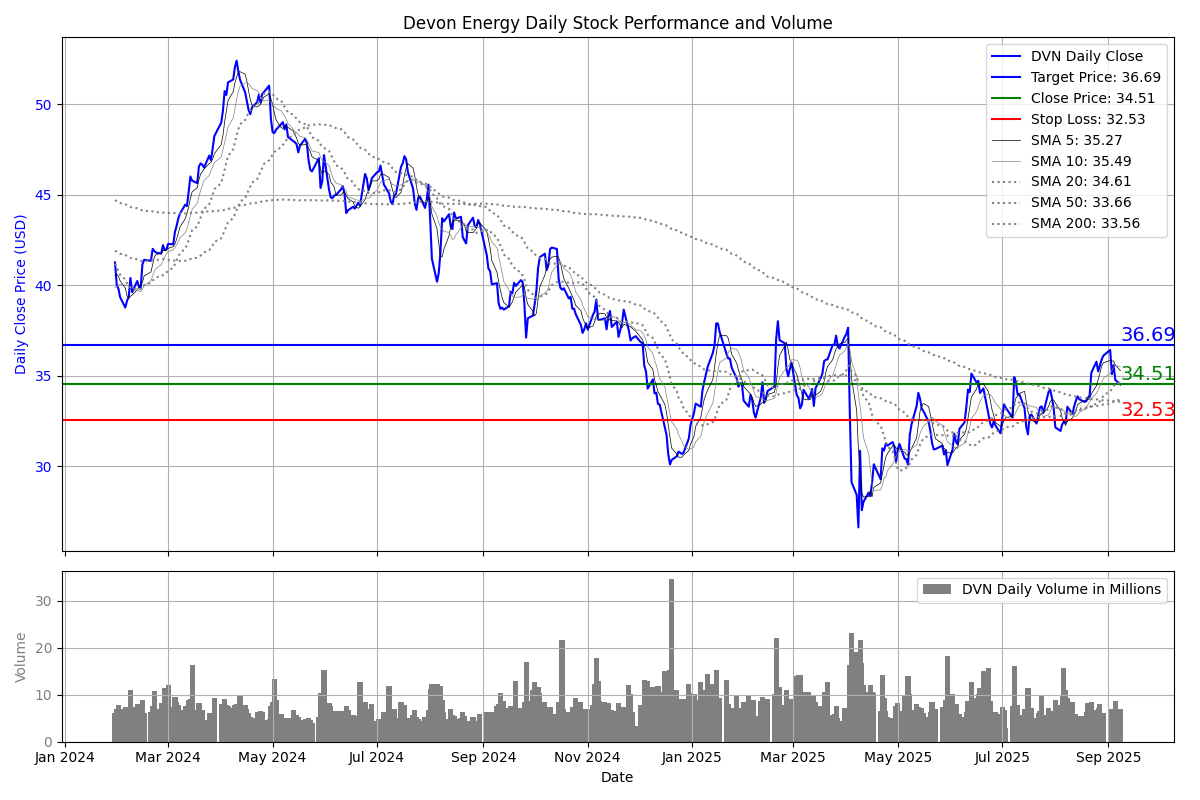 Devon Energy Daily Stock Performance and Volume
Daily Close Price (USD)
50
45
40
35
30
DVN Daily Close
Target Price: 36.69
Close Price: 34.51
Stop Loss: 32.53
SMA 5: 35.27
SMA 10: 35.49
SMA 20: 34.61
SMA 50: 33.66
SMA 200: 33.56
36.69
34.51
32.53
Volume
30
20
10
0
DVN Daily Volume in Millions
Jan 2024 Mar 2024 May 2024 Jul 2024 Sep 2024 Nov 2024 Jan 2025 Mar 2025 May 2025 Jul 2025 Sep 2025
Date